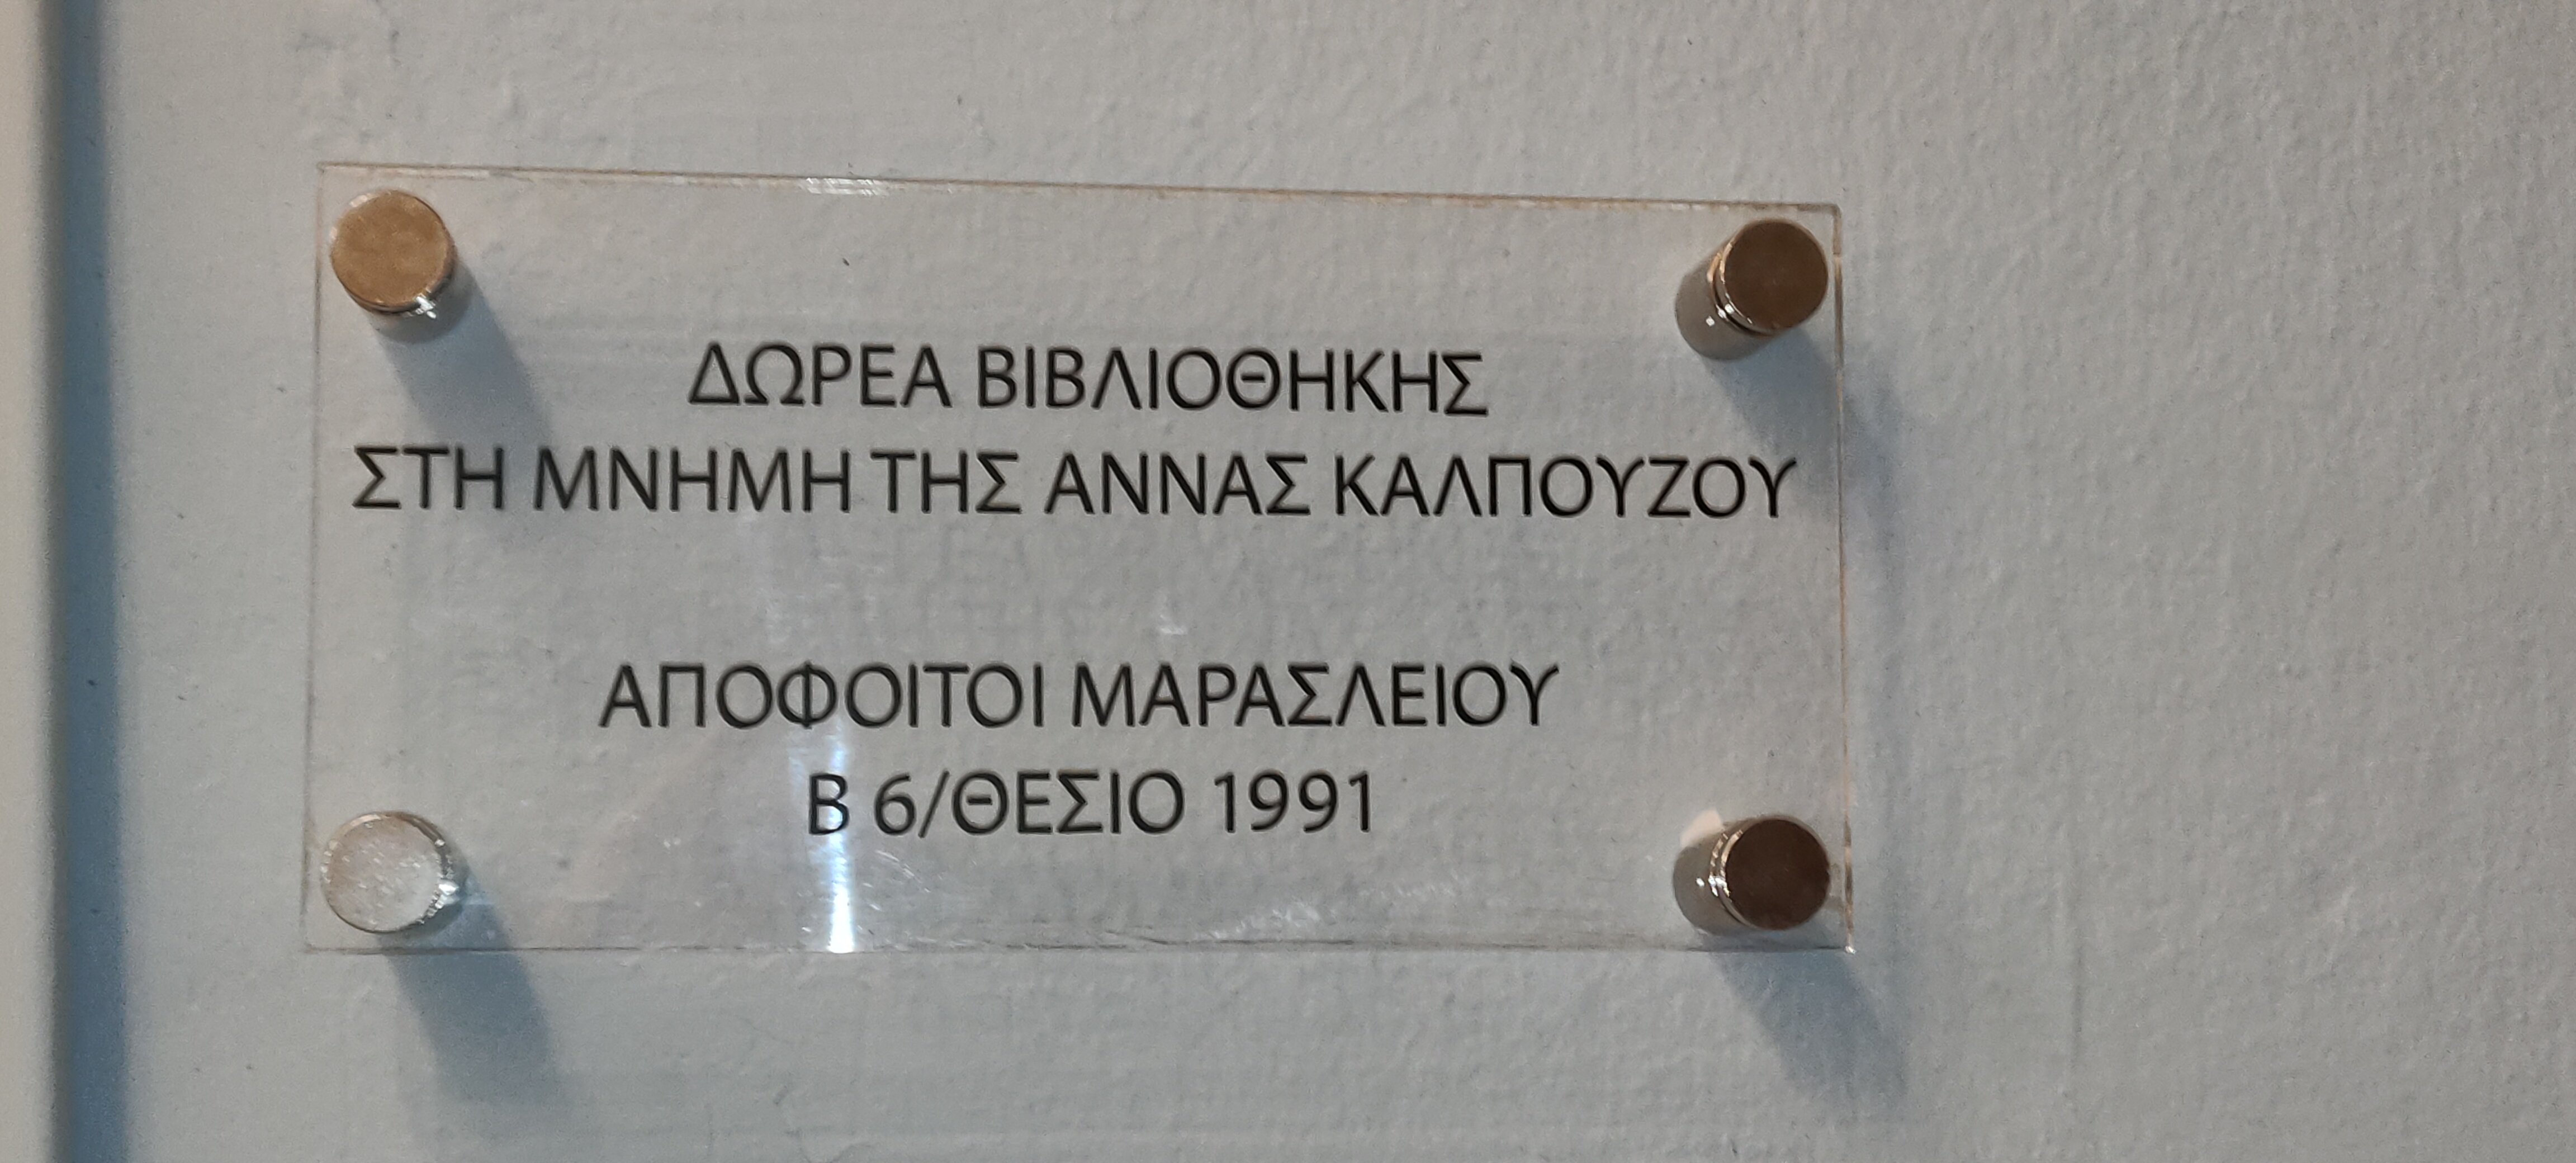 ΔΩΡΕΑ ΒΙΒΛΙΟΘΗΚΗΣ
ΣΤΗ ΜΝΗΜΗ ΤΗΣ ΑΝΝΑΣ ΚΑΛΠΟΥΖΟΥ
ΑΠΟΦΟΙΤΟΙ ΜΑΡΑΣΛΕΙΟΥ
Β 6/ΘΕΣΙΟ 1991